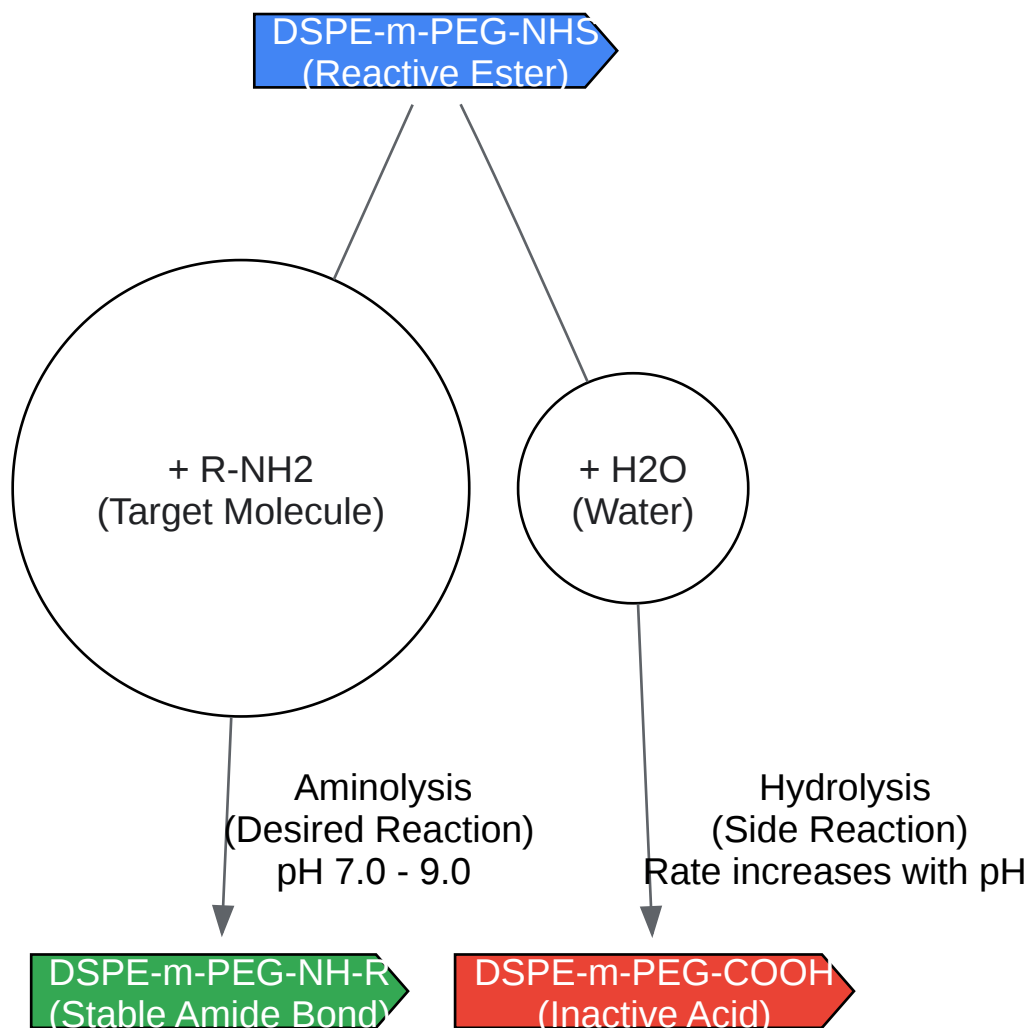 DSPE-m-PEG-NHS
(Reactive Ester)
+ R-NH2
(Target Molecule)
+ H2O
(Water)
Aminolysis
(Desired Reaction)
pH 7.0 - 9.0
Hydrolysis
(Side Reaction)
Rate increases with pH
DSPE-m-PEG-NH-R
(Stable Amide Bond)
DSPE-m-PEG-COOH
(Inactive Acid)